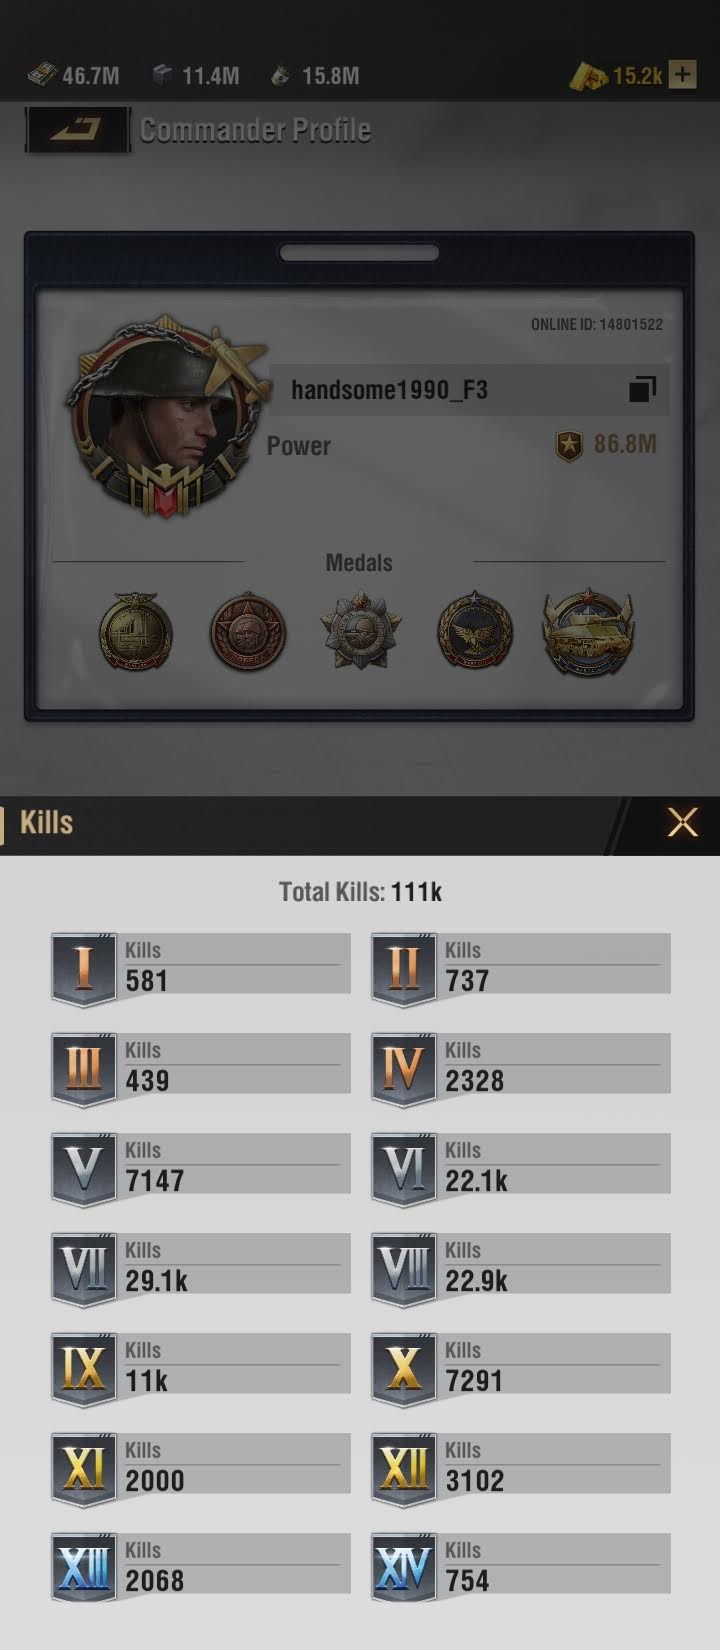 46.7M 11.4M 15.8M 15.2k
Commander Profile
ONLINE ID: 14801522
handsome1990_F3
Power 86.8M
Medals
Kills
Total Kills: 111k
I Kills 581
II Kills 737
III Kills 439
IV Kills 2328
V Kills 7147
VI Kills 22.1k
VII Kills 29.1k
VIII Kills 22.9k
IX Kills 11k
X Kills 7291
XI Kills 2000
XII Kills 3102
XIII Kills 2068
XIV Kills 754